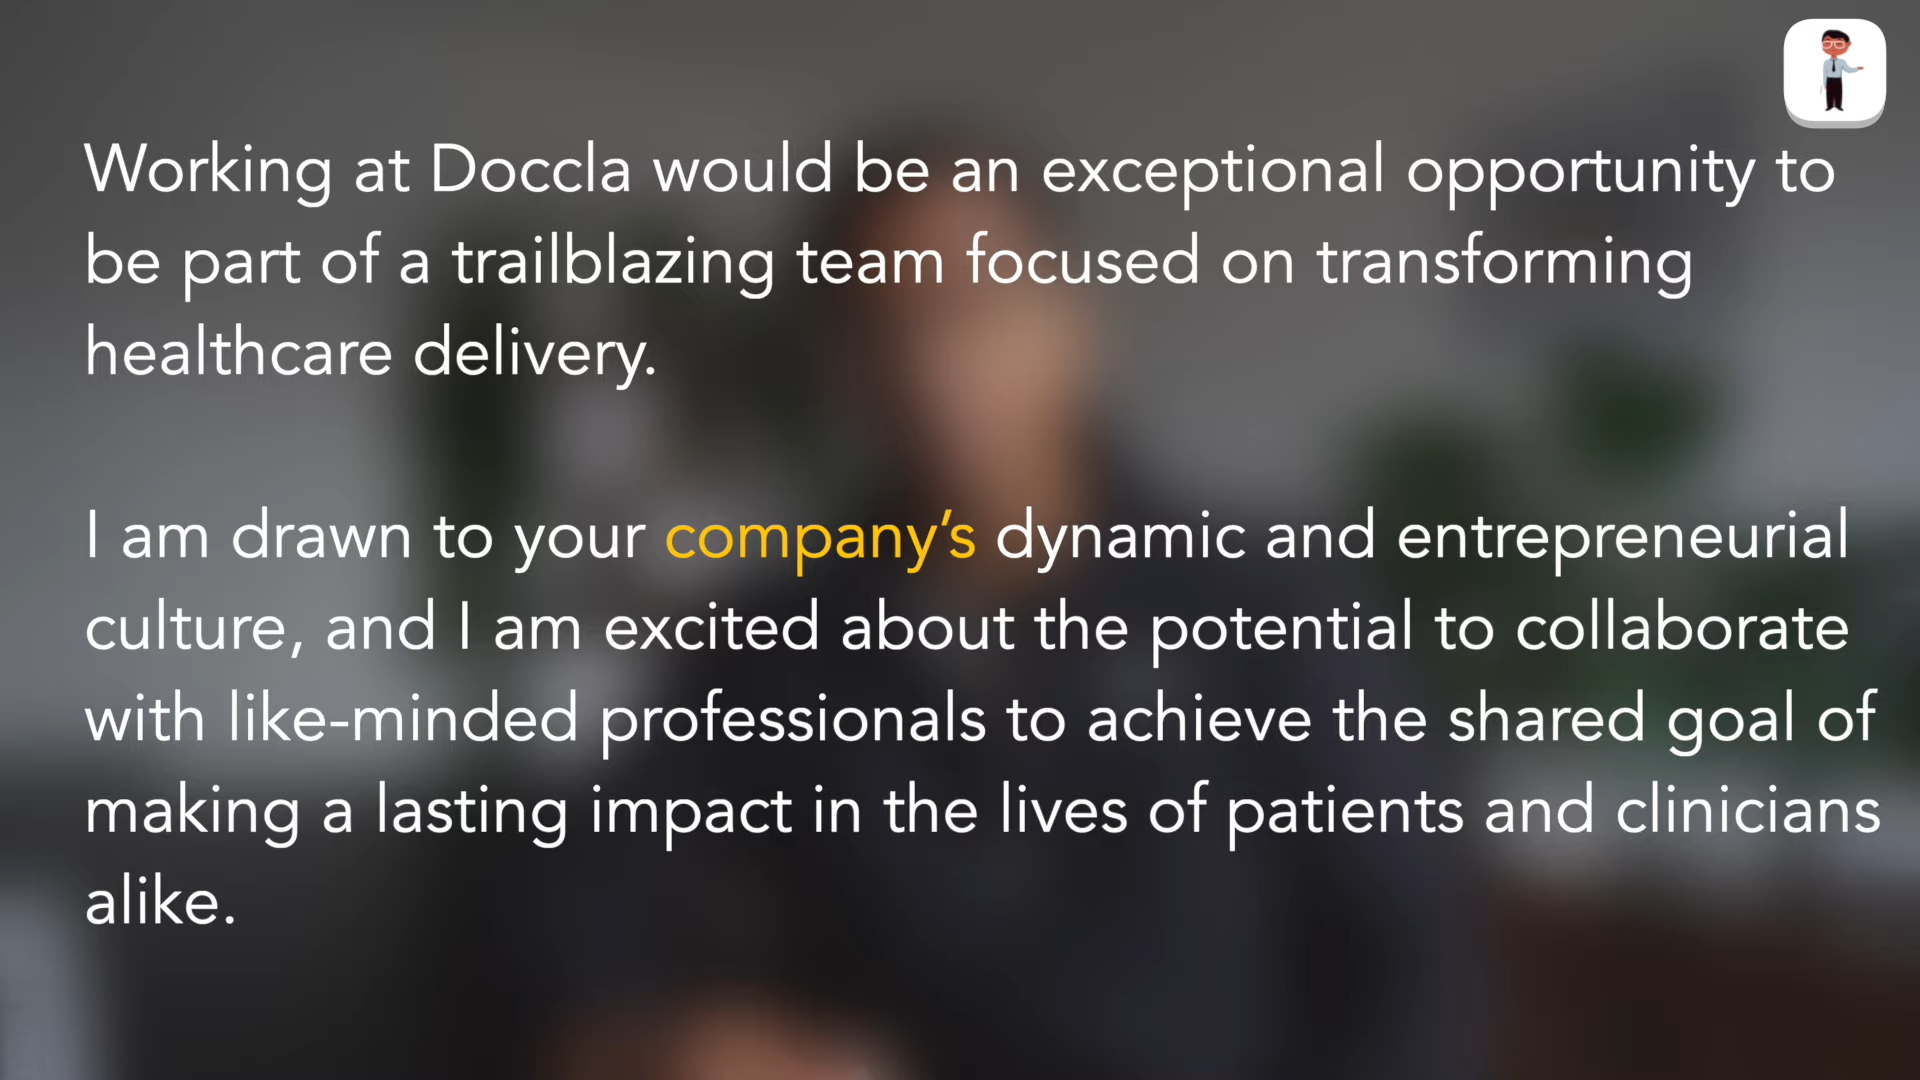 Working at Doccla would be an exceptional opportunity to
be part of a trailblazing team focused on transforming
healthcare delivery.
I am drawn to your company’s dynamic and entrepreneurial
culture, and I am excited about the potential to collaborate
with like-minded professionals to achieve the shared goal of
making a lasting impact in the lives of patients and clinicians
alike.